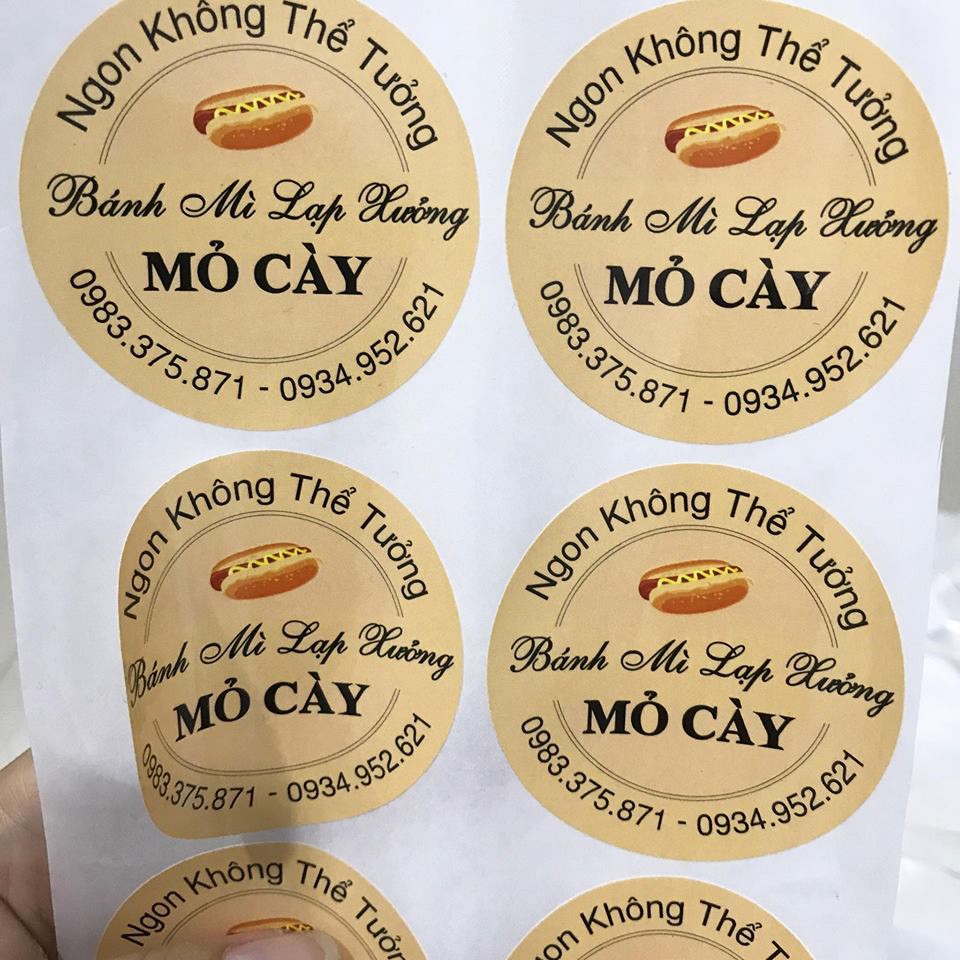 Ngon Không Thể Tưởng
Bánh Mì Lạp Xưởng
MỎ CÀY
0983.375.871 - 0934.952.621
Ngon Không Thể Tưởng
Bánh Mì Lạp Xưởng
MỎ CÀY
0983.375.871 - 0934.952.621
Ngon Không Thể Tưởng
Bánh Mì Lạp Xưởng
MỎ CÀY
0983.375.871 - 0934.952.621
Ngon Không Thể Tưởng
Bánh Mì Lạp Xưởng
MỎ CÀY
0983.375.871 - 0934.952.621
Ngon Không Thể Tưởn
on Không Thể T